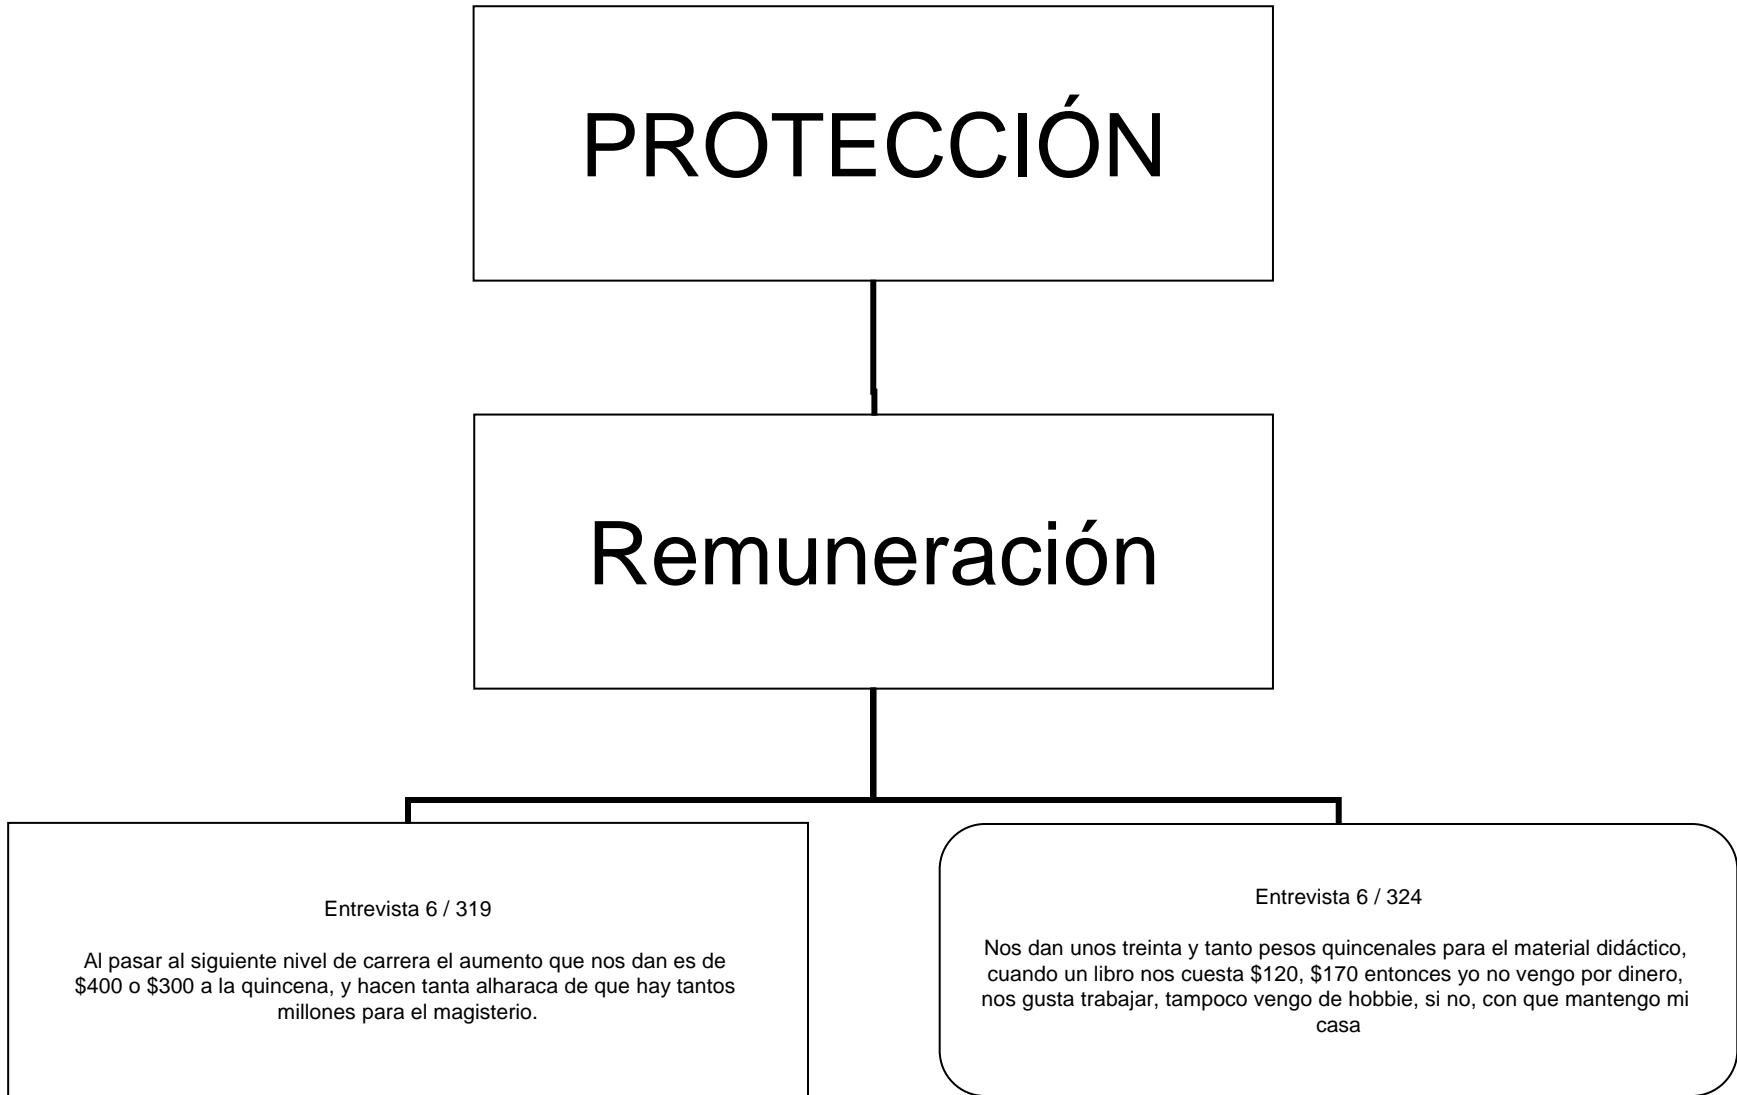 PROTECCIÓN
Remuneración
Entrevista 6 / 319
Al pasar al siguiente nivel de carrera el aumento que nos dan es de
$400 o $300 a la quincena, y hacen tanta alharaca de que hay tantos
millones para el magisterio.
Entrevista 6 / 324
Nos dan unos treinta y tanto pesos quincenales para el material didáctico,
cuando un libro nos cuesta $120, $170 entonces yo no vengo por dinero,
nos gusta trabajar, tampoco vengo de hobbie, si no, con que mantengo mi
casa